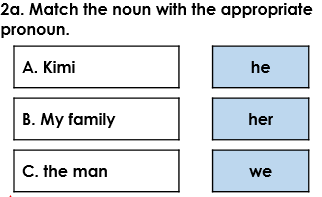 2a. Match the noun with the appropriate
pronoun.
A. Kimi
he
B. My family
her
C. the man
we